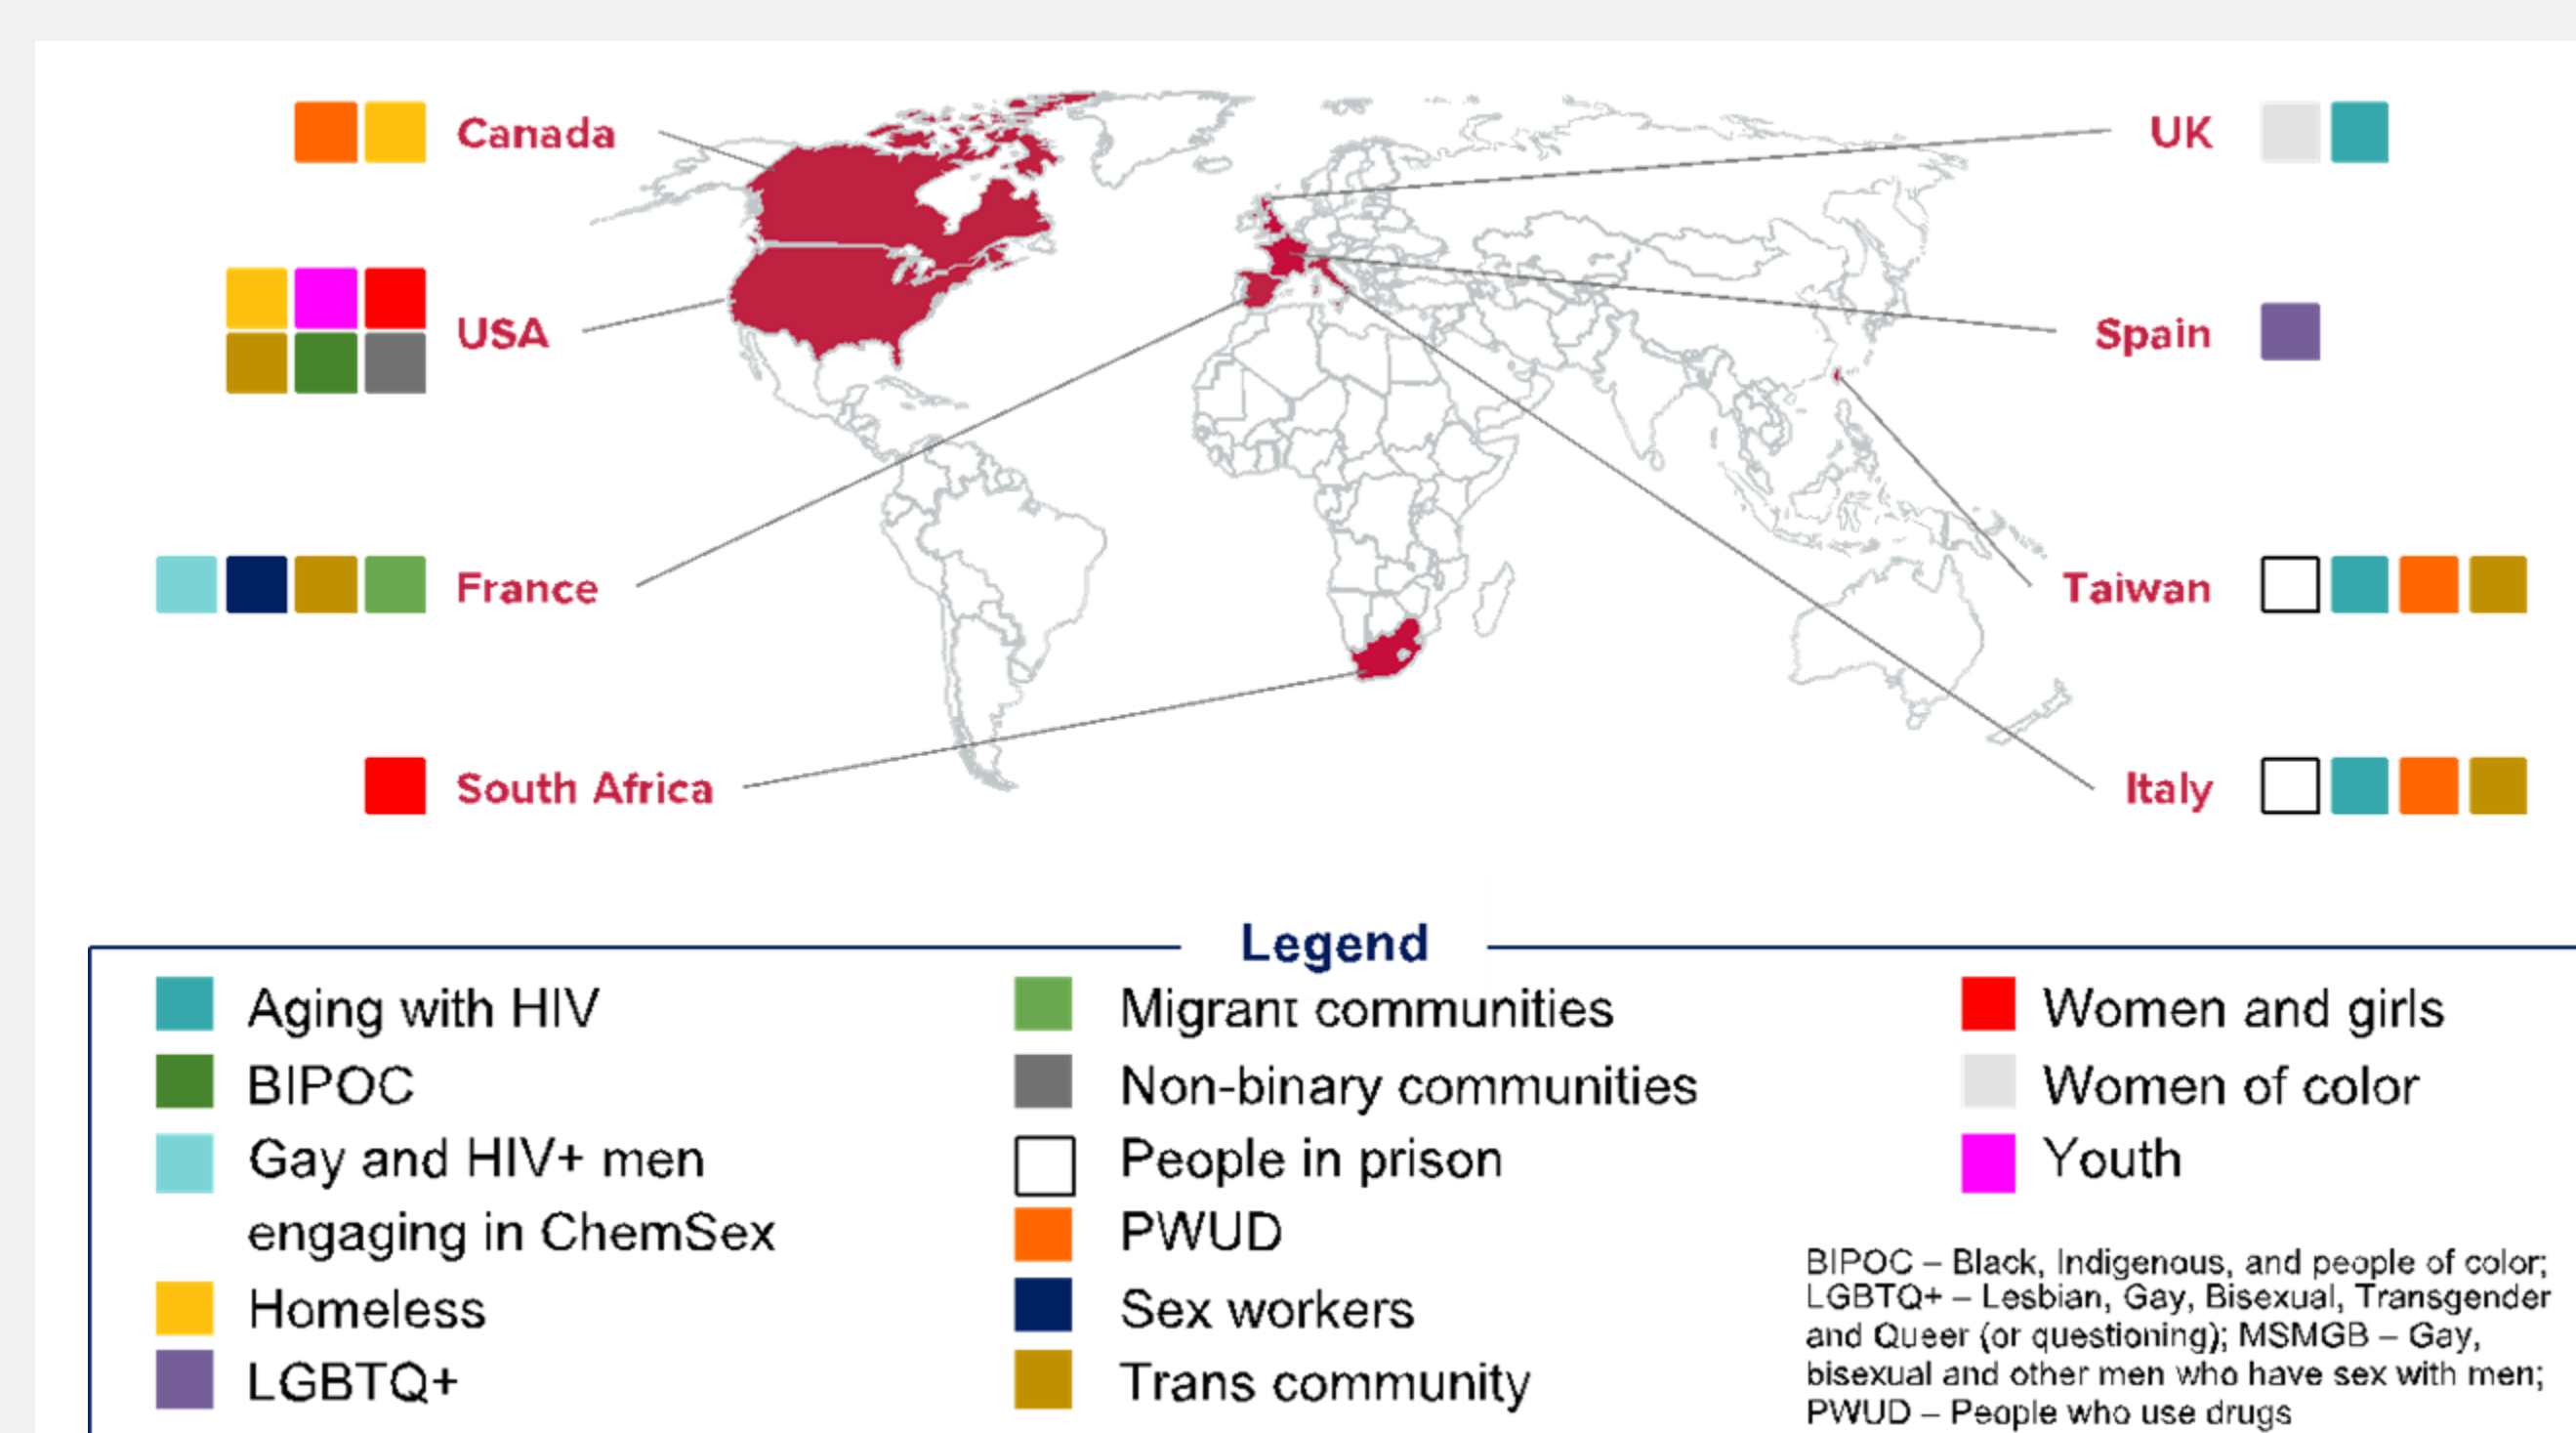 Canada
UK
USA
Spain
France
Taiwan
South Africa
Italy
Legend
Aging with HIV
BIPOC
Gay and HIV+ men
engaging in ChemSex
Homeless
LGBTQ+
Migrant communities
Non-binary communities
People in prison
PWUD
Sex workers
Trans community
Women and girls
Women of color
Youth
BIPOC – Black, Indigenous, and people of color;
LGBTQ+ – Lesbian, Gay, Bisexual, Transgender
and Queer (or questioning); MSMGB – Gay,
bisexual and other men who have sex with men;
PWUD – People who use drugs